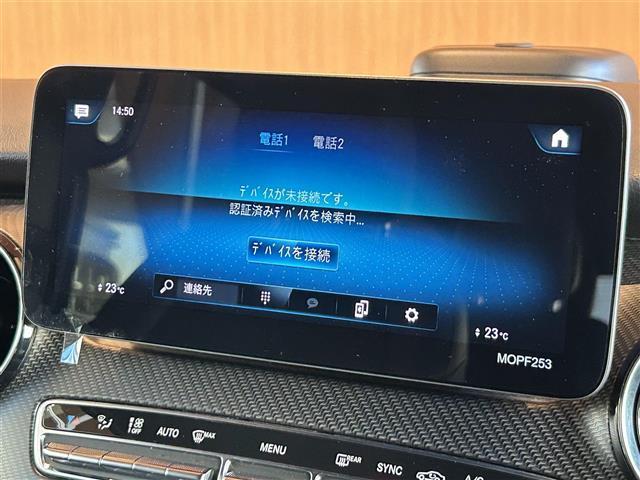 14:50
電話1 電話2
ﾃﾞﾊﾞｲｽが未接続です。
認証済みﾃﾞﾊﾞｲｽを検索中...
ﾃﾞﾊﾞｲｽを接続
連絡先
23℃
23℃
MOPF253
OFF AUTO MAX MENU REAR SYNC A/C